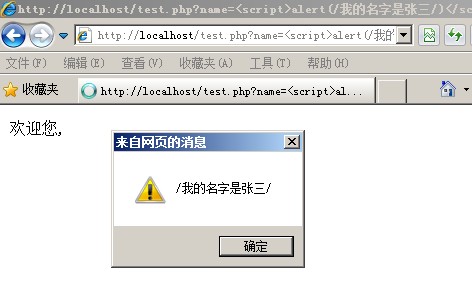 http://localhost/test.php?name=<script>alert(/我的名字是张三/)</sc
http://localhost/test.php?name=<script>alert(/我的
文件(F) 编辑(E) 查看(V) 收藏夹(A) 工具(T) 帮助(H)
收藏夹 http://localhost/test.php?name=<script>al...
欢迎您,
来自网页的消息
/我的名字是张三/
确定